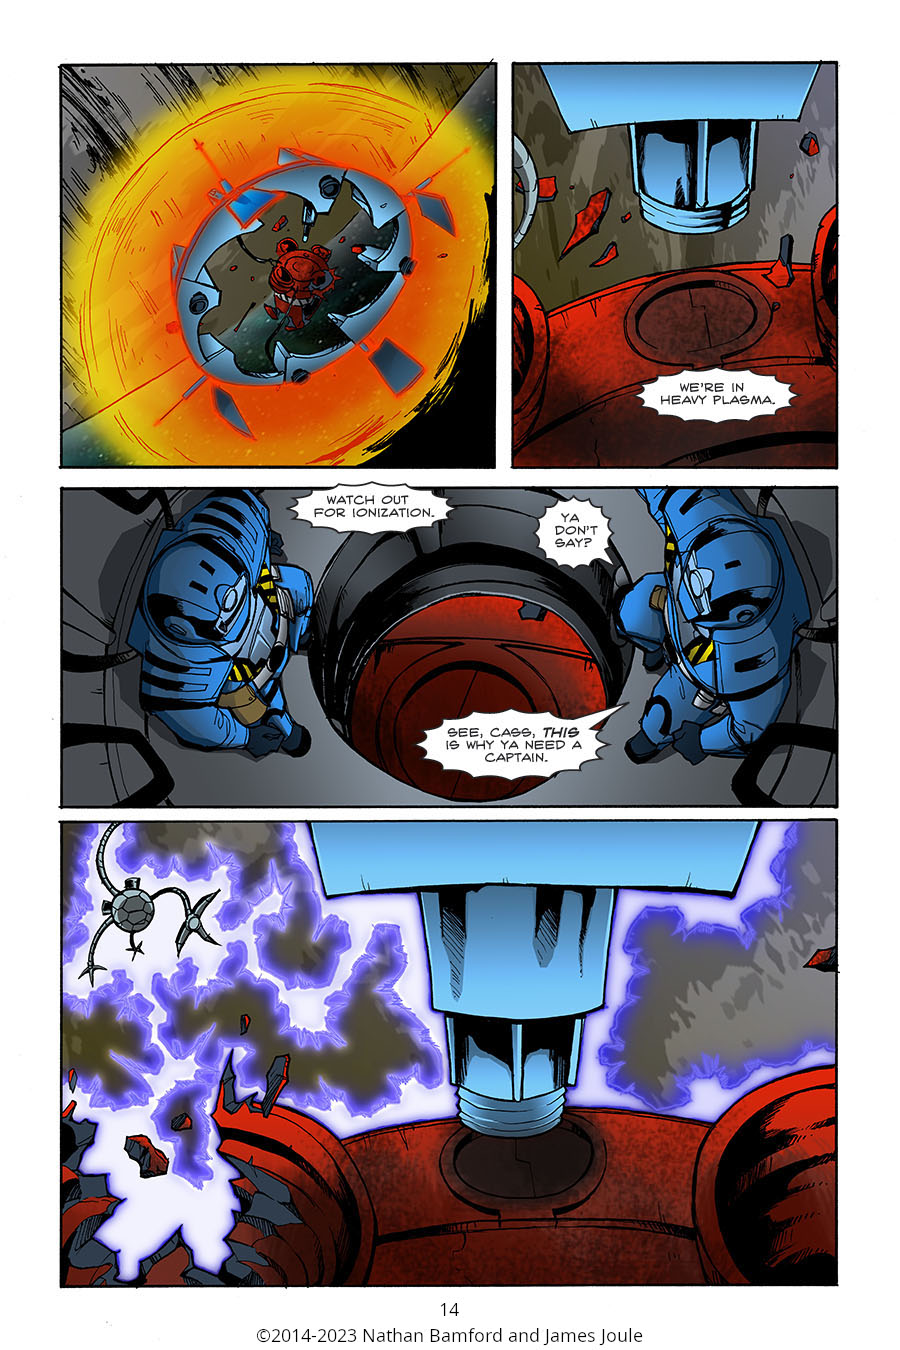 WE'RE IN
HEAVY PLASMA.
WATCH OUT
FOR IONIZATION.
YA
DON'T
SAY?
SEE, CASS, THIS
IS WHY YA NEED A
CAPTAIN.
14
©2014-2023 Nathan Bamford and James Joule